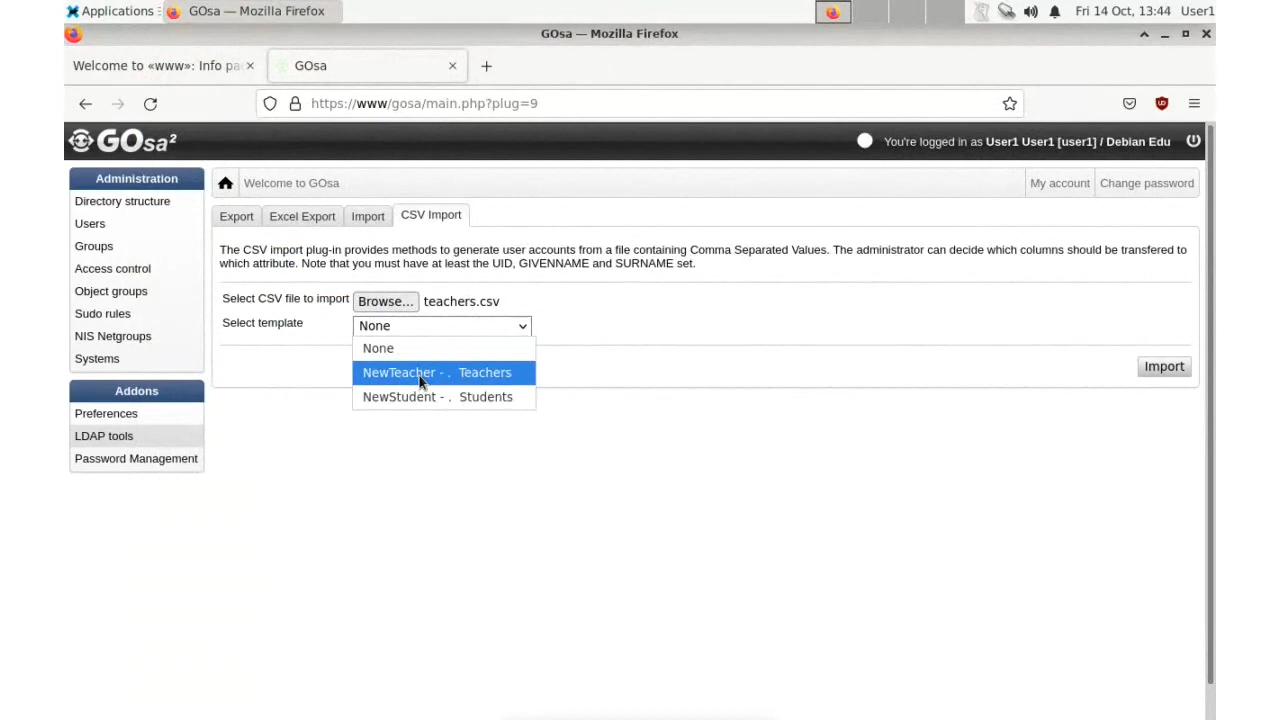 Applications
GOsa — Mozilla Firefox
Fri 14 Oct, 13:44
User1
GOsa — Mozilla Firefox
Welcome to «www»: Info pa
GOsa
https://www/gosa/main.php?plug=9
GOsa²
You're logged in as User1 User1 [user1] / Debian Edu
Administration
Directory structure
Users
Groups
Access control
Object groups
Sudo rules
NIS Netgroups
Systems
Addons
Preferences
LDAP tools
Password Management
Welcome to GOsa
My account
Change password
Export
Excel Export
Import
CSV Import
The CSV import plug-in provides methods to generate user accounts from a file containing Comma Separated Values. The administrator can decide which columns should be transfered to
which attribute. Note that you must have at least the UID, GIVENNAME and SURNAME set.
Select CSV file to import
Browse...
teachers.csv
Select template
None
None
NewTeacher - . Teachers
NewStudent - . Students
Import